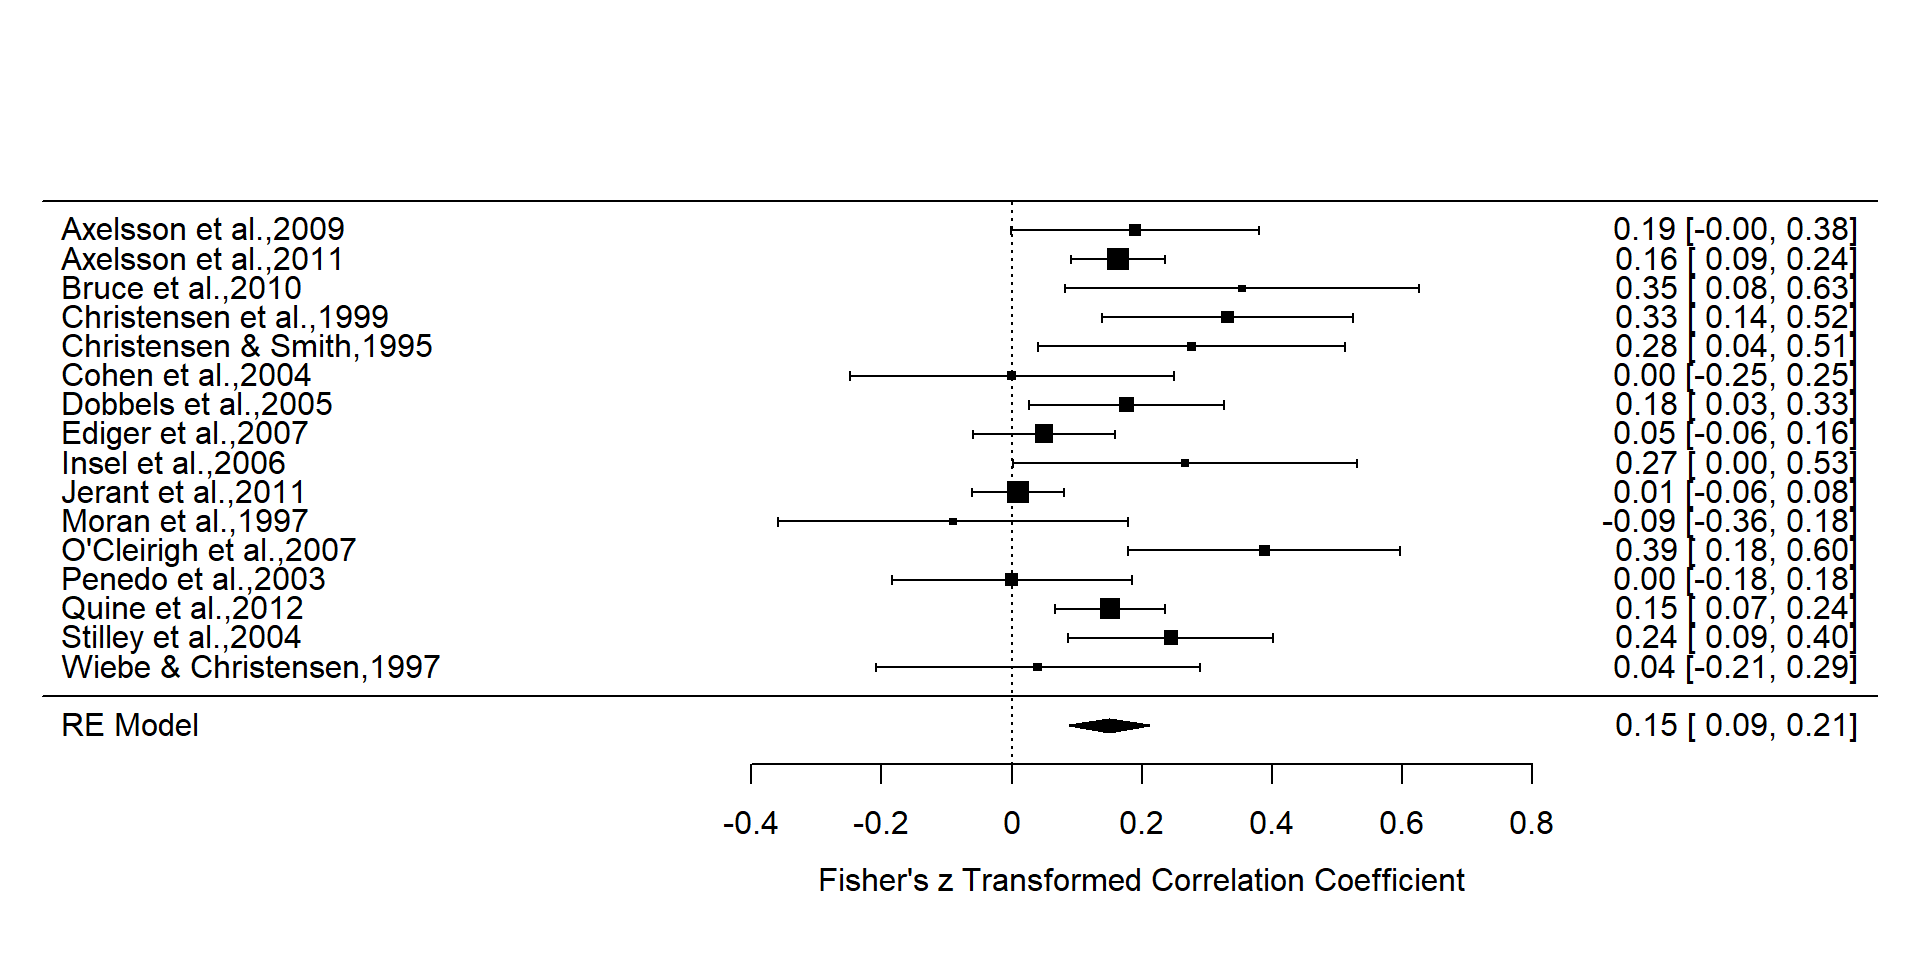 Axelsson et al.,2009 0.19 [-0.00, 0.38]
Axelsson et al.,2011 0.16 [ 0.09, 0.24]
Bruce et al.,2010 0.35 [ 0.08, 0.63]
Christensen et al.,1999 0.33 [ 0.14, 0.52]
Christensen & Smith,1995 0.28 [ 0.04, 0.51]
Cohen et al.,2004 0.00 [-0.25, 0.25]
Dobbels et al.,2005 0.18 [ 0.03, 0.33]
Ediger et al.,2007 0.05 [-0.06, 0.16]
Insel et al.,2006 0.27 [ 0.00, 0.53]
Jerant et al.,2011 0.01 [-0.06, 0.08]
Moran et al.,1997 -0.09 [-0.36, 0.18]
O'Cleirigh et al.,2007 0.39 [ 0.18, 0.60]
Penedo et al.,2003 0.00 [-0.18, 0.18]
Quine et al.,2012 0.15 [ 0.07, 0.24]
Stilley et al.,2004 0.24 [ 0.09, 0.40]
Wiebe & Christensen,1997 0.04 [-0.21, 0.29]
RE Model 0.15 [ 0.09, 0.21]
-0.4 -0.2 0 0.2 0.4 0.6 0.8
Fisher's z Transformed Correlation Coefficient